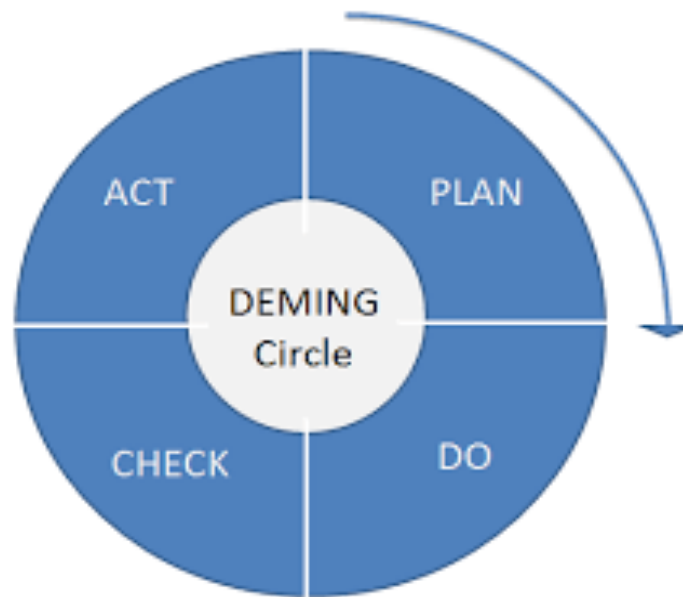 ACT
PLAN
DEMING
Circle
CHECK
DO